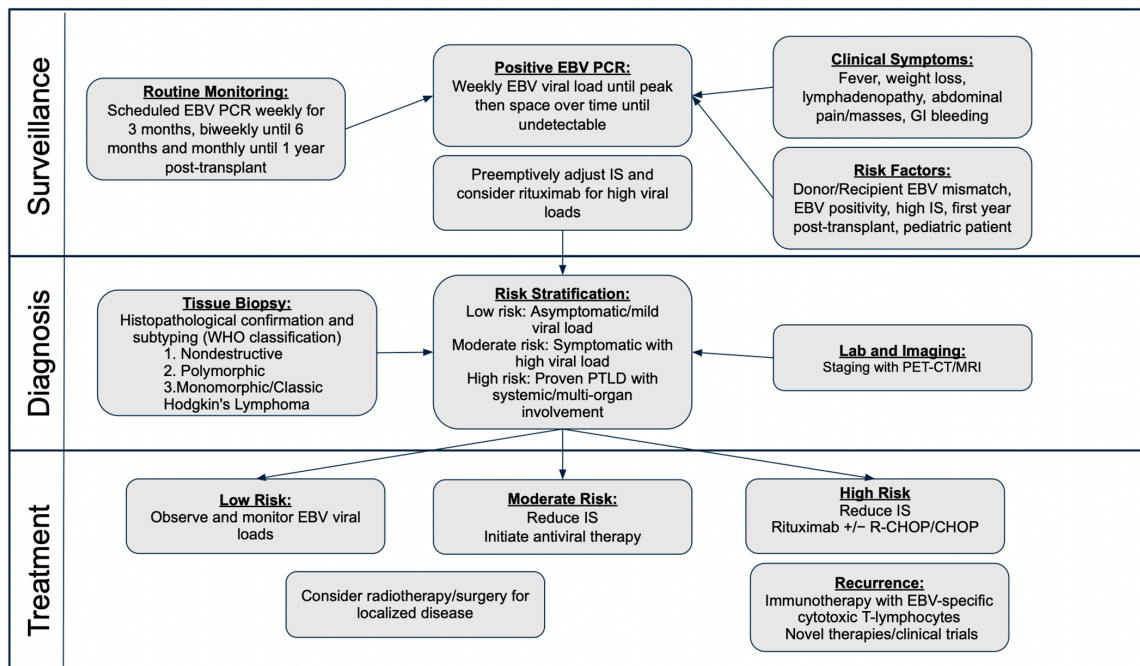 Surveillance
Routine Monitoring:
Scheduled EBV PCR weekly for
3 months, biweekly until 6
months and monthly until 1 year
post-transplant
Positive EBV PCR:
Weekly EBV viral load until peak
then space over time until
undetectable
Preemptively adjust IS and
consider rituximab for high viral
loads
Clinical Symptoms:
Fever, weight loss,
lymphadenopathy, abdominal
pain/masses, GI bleeding
Risk Factors:
Donor/Recipient EBV mismatch,
EBV positivity, high IS, first year
post-transplant, pediatric patient
Diagnosis
Tissue Biopsy:
Histopathological confirmation and
subtyping (WHO classification)
1. Nondestructive
2. Polymorphic
3.Monomorphic/Classic
Hodgkin's Lymphoma
Risk Stratification:
Low risk: Asymptomatic/mild
viral load
Moderate risk: Symptomatic with
high viral load
High risk: Proven PTLD with
systemic/multi-organ
involvement
Lab and Imaging:
Staging with PET-CT/MRI
Treatment
Low Risk:
Observe and monitor EBV viral
loads
Moderate Risk:
Reduce IS
Initiate antiviral therapy
High Risk
Reduce IS
Rituximab +/− R-CHOP/CHOP
Consider radiotherapy/surgery for
localized disease
Recurrence:
Immunotherapy with EBV-specific
cytotoxic T-lymphocytes
Novel therapies/clinical trials